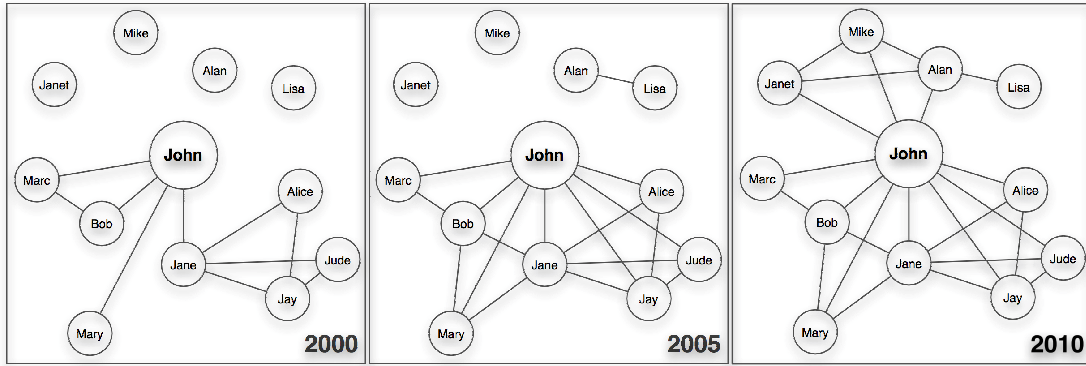 Mike
Alan
Janet
Lisa
John
Marc
Alice
Bob
Jane
Jude
Jay
Mary
2000
Mike
Alan
Janet
Lisa
John
Marc
Alice
Bob
Jane
Jude
Jay
Mary
2005
Mike
Alan
Janet
Lisa
John
Marc
Alice
Bob
Jane
Jude
Jay
Mary
2010